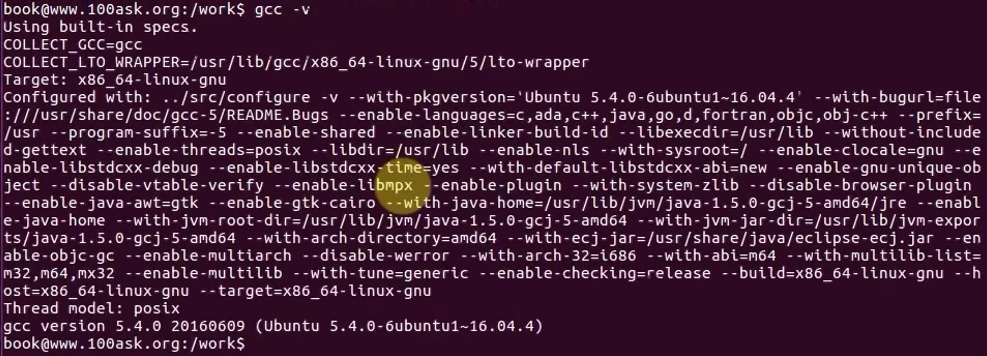 book@www.100ask.org:/work$ gcc -v
Using built-in specs.
COLLECT_GCC=gcc
COLLECT_LTO_WRAPPER=/usr/lib/gcc/x86_64-linux-gnu/5/lto-wrapper
Target: x86_64-linux-gnu
Configured with: ../src/configure -v --with-pkgversion='Ubuntu 5.4.0-6ubuntu1~16.04.4' --with-bugurl=file
:///usr/share/doc/gcc-5/README.Bugs --enable-languages=c,ada,c++,java,go,d,fortran,objc,obj-c++ --prefix=
/usr --program-suffix=-5 --enable-shared --enable-linker-build-id --libexecdir=/usr/lib --without-include
d-gettext --enable-threads=posix --libdir=/usr/lib --enable-nls --with-sysroot=/ --enable-clocale=gnu --e
nable-libstdcxx-debug --enable-libstdcxx-time=yes --with-default-libstdcxx-abi=new --enable-gnu-unique-ob
ject --disable-vtable-verify --enable-libmpx --enable-plugin --with-system-zlib --disable-browser-plugin
--enable-java-awt=gtk --enable-gtk-cairo --with-java-home=/usr/lib/jvm/java-1.5.0-gcj-5-amd64/jre --enabl
e-java-home --with-jvm-root-dir=/usr/lib/jvm/java-1.5.0-gcj-5-amd64 --with-jvm-jar-dir=/usr/lib/jvm-expor
ts/java-1.5.0-gcj-5-amd64 --with-arch-directory=amd64 --with-ecj-jar=/usr/share/java/eclipse-ecj.jar --en
able-objc-gc --enable-multiarch --disable-werror --with-arch-32=i686 --with-abi=m64 --with-multilib-list=
m32,m64,mx32 --enable-multilib --with-tune=generic --enable-checking=release --build=x86_64-linux-gnu --h
ost=x86_64-linux-gnu --target=x86_64-linux-gnu
Thread model: posix
gcc version 5.4.0 20160609 (Ubuntu 5.4.0-6ubuntu1~16.04.4)
book@www.100ask.org:/work$